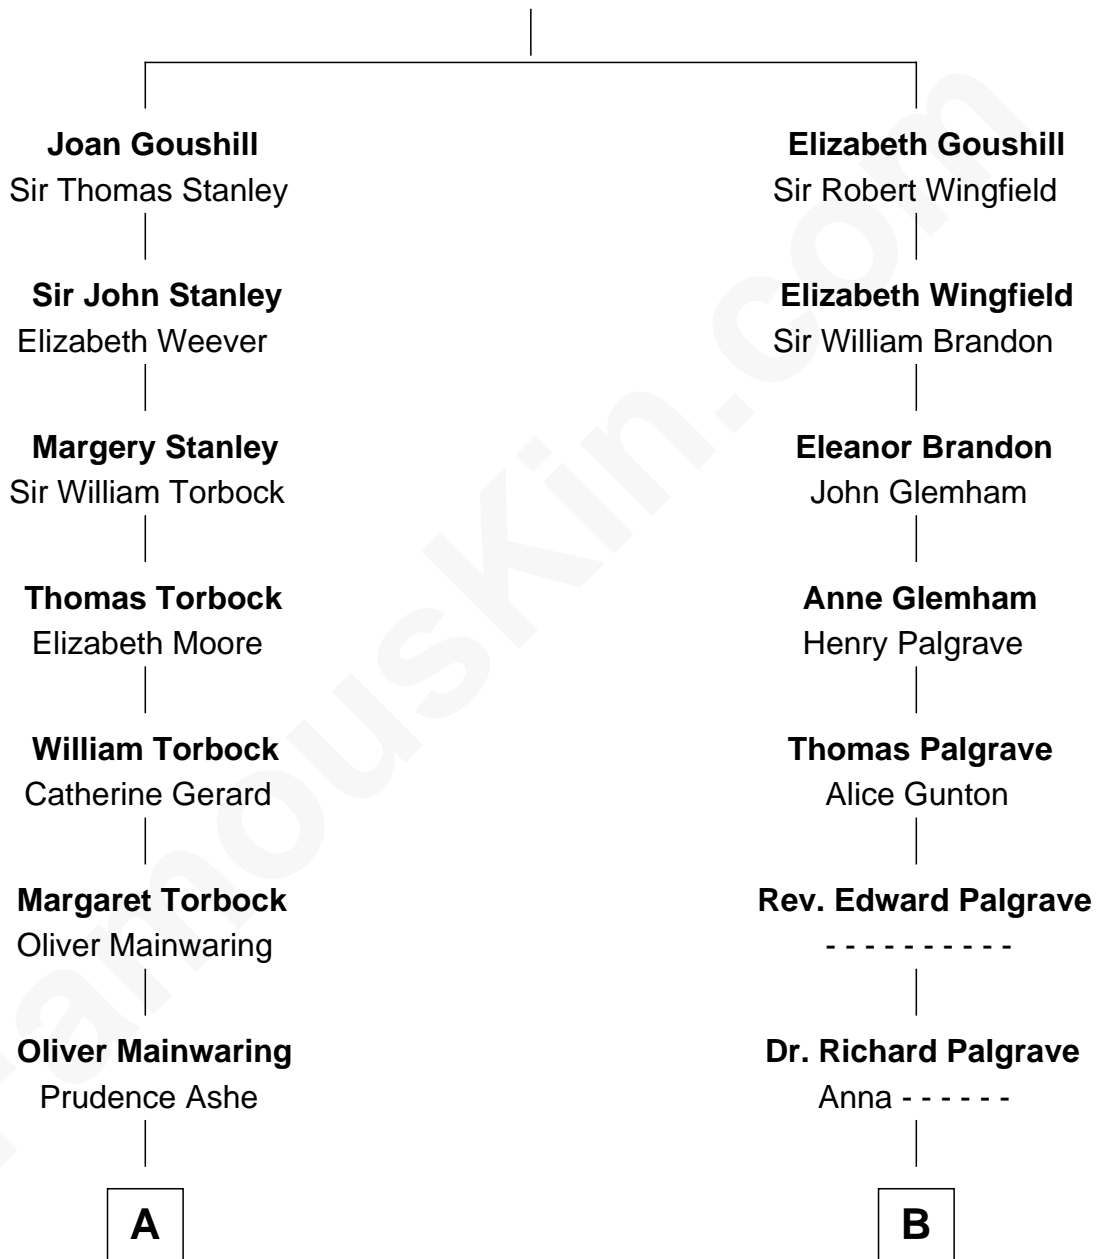 Joan Goushill
Sir Thomas Stanley
Elizabeth Goushill
Sir Robert Wingfield
Sir John Stanley
Elizabeth Weever
Elizabeth Wingfield
Sir William Brandon
Margery Stanley
Sir William Torbock
Eleanor Brandon
John Glemham
Thomas Torbock
Elizabeth Moore
Anne Glemham
Henry Palgrave
William Torbock
Catherine Gerard
Thomas Palgrave
Alice Gunton
Margaret Torbock
Oliver Mainwaring
Rev. Edward Palgrave
- - - - - - - - - -
Oliver Mainwaring
Prudence Ashe
Dr. Richard Palgrave
Anna - - - - - -
A
B
FamousKin.com